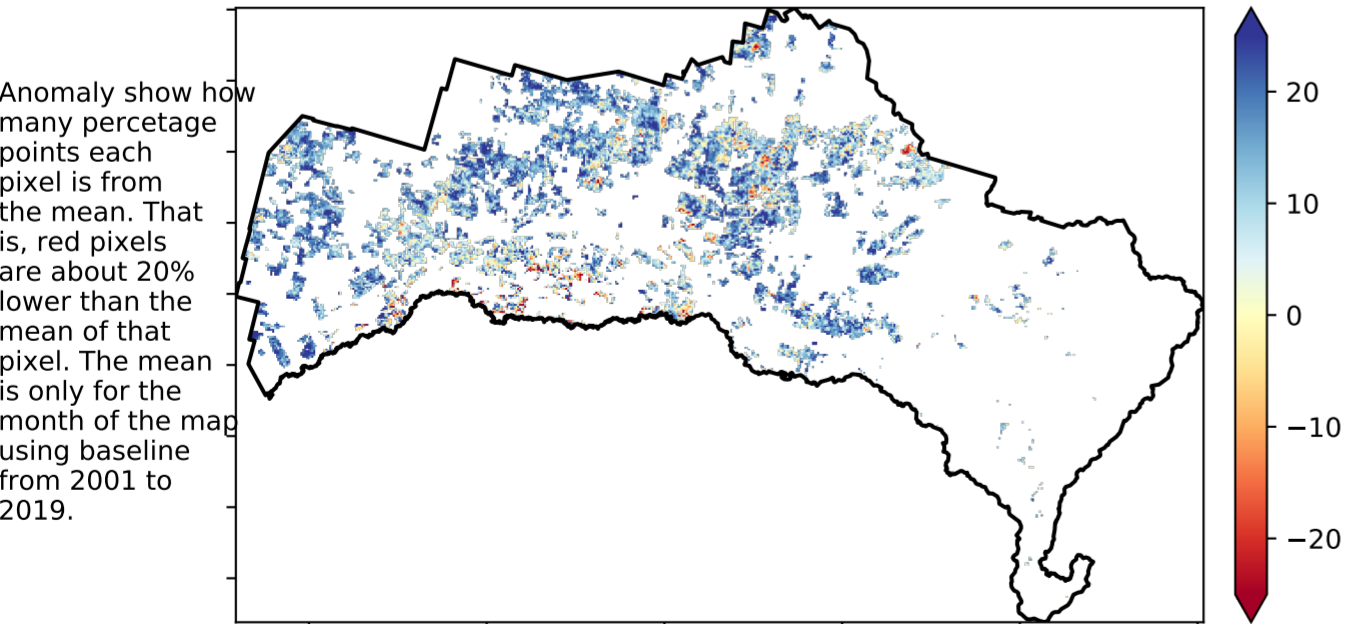 Anomaly show how
many percetage
points each
pixel is from
the mean. That
is, red pixels
are about 20%
lower than the
mean of that
pixel. The mean
is only for the
month of the map
using baseline
from 2001 to
2019.
20
10
0
−10
−20